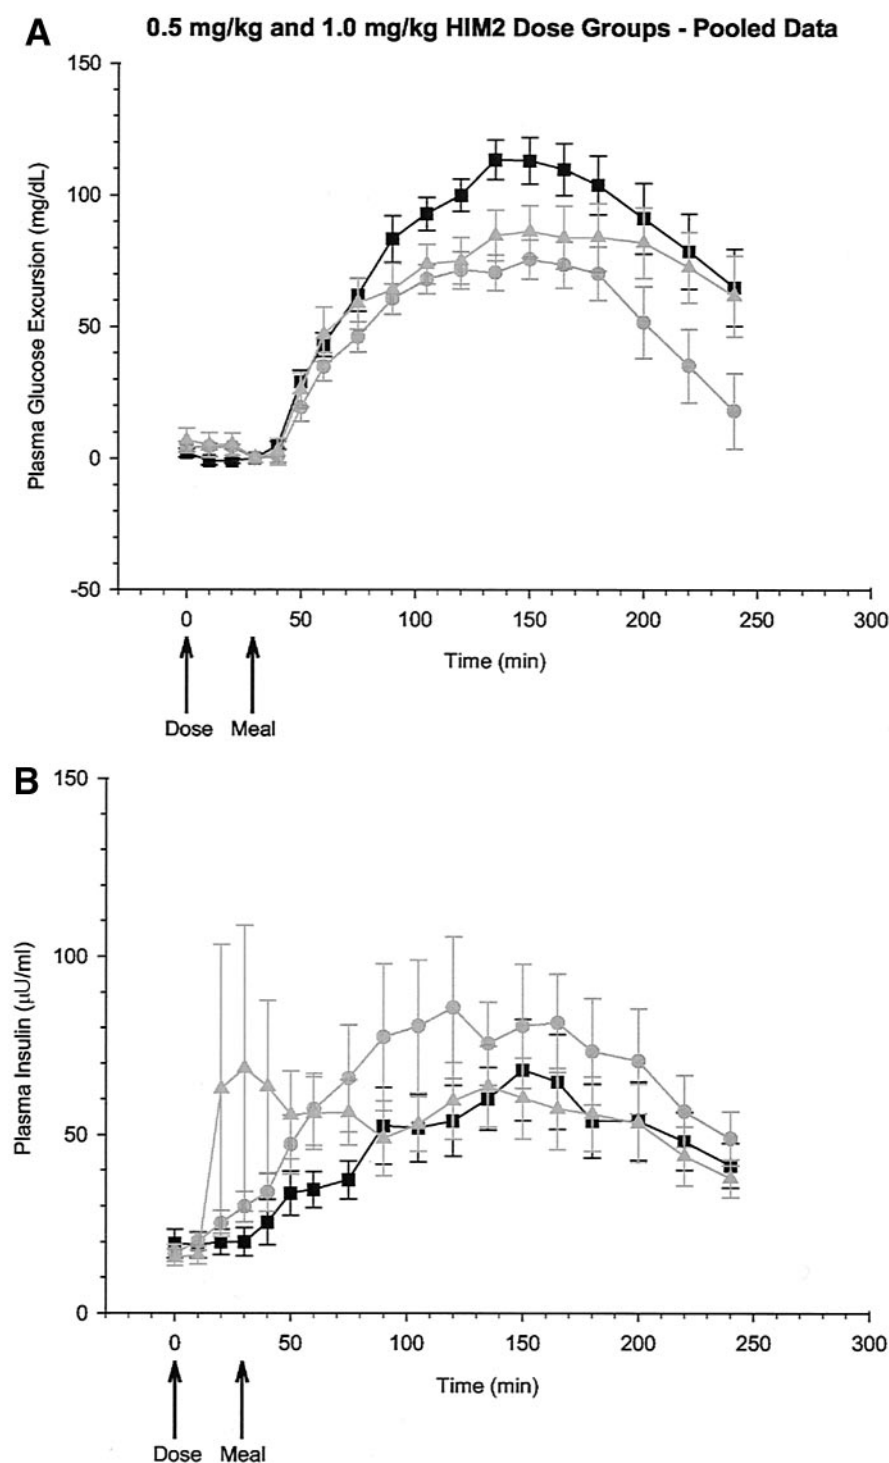 A
0.5 mg/kg and 1.0 mg/kg HIM2 Dose Groups - Pooled Data
150
100
50
0
-50
Plasma Glucose Excursion (mg/dL)
0 50 100 150 200 250 300
Time (min)
Dose Meal
B
150
100
50
0
Plasma Insulin (μU/ml)
0 50 100 150 200 250 300
Time (min)
Dose Meal